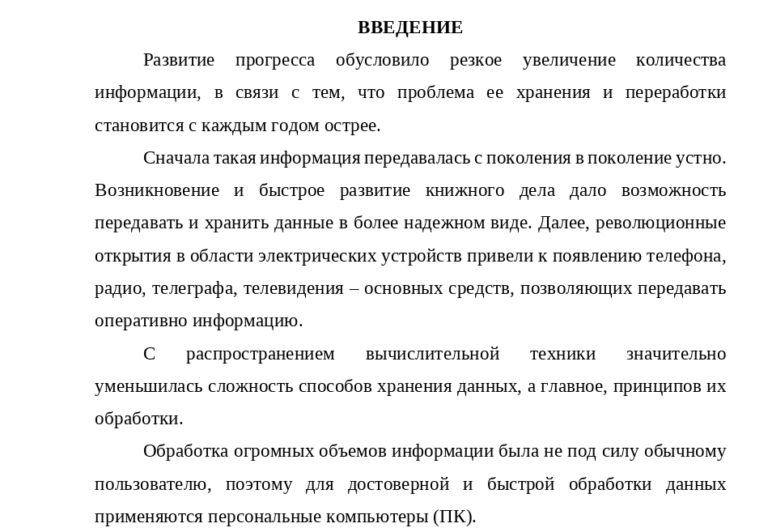 ВВЕДЕНИЕ
Развитие прогресса обусловило резкое увеличение количества
информации, в связи с тем, что проблема ее хранения и переработки
становится с каждым годом острее.
Сначала такая информация передавалась с поколения в поколение устно.
Возникновение и быстрое развитие книжного дела дало возможность
передавать и хранить данные в более надежном виде. Далее, революционные
открытия в области электрических устройств привели к появлению телефона,
радио, телеграфа, телевидения – основных средств, позволяющих передавать
оперативно информацию.
С распространением вычислительной техники значительно
уменьшилась сложность способов хранения данных, а главное, принципов их
обработки.
Обработка огромных объемов информации была не под силу обычному
пользователю, поэтому для достоверной и быстрой обработки данных
применяются персональные компьютеры (ПК).